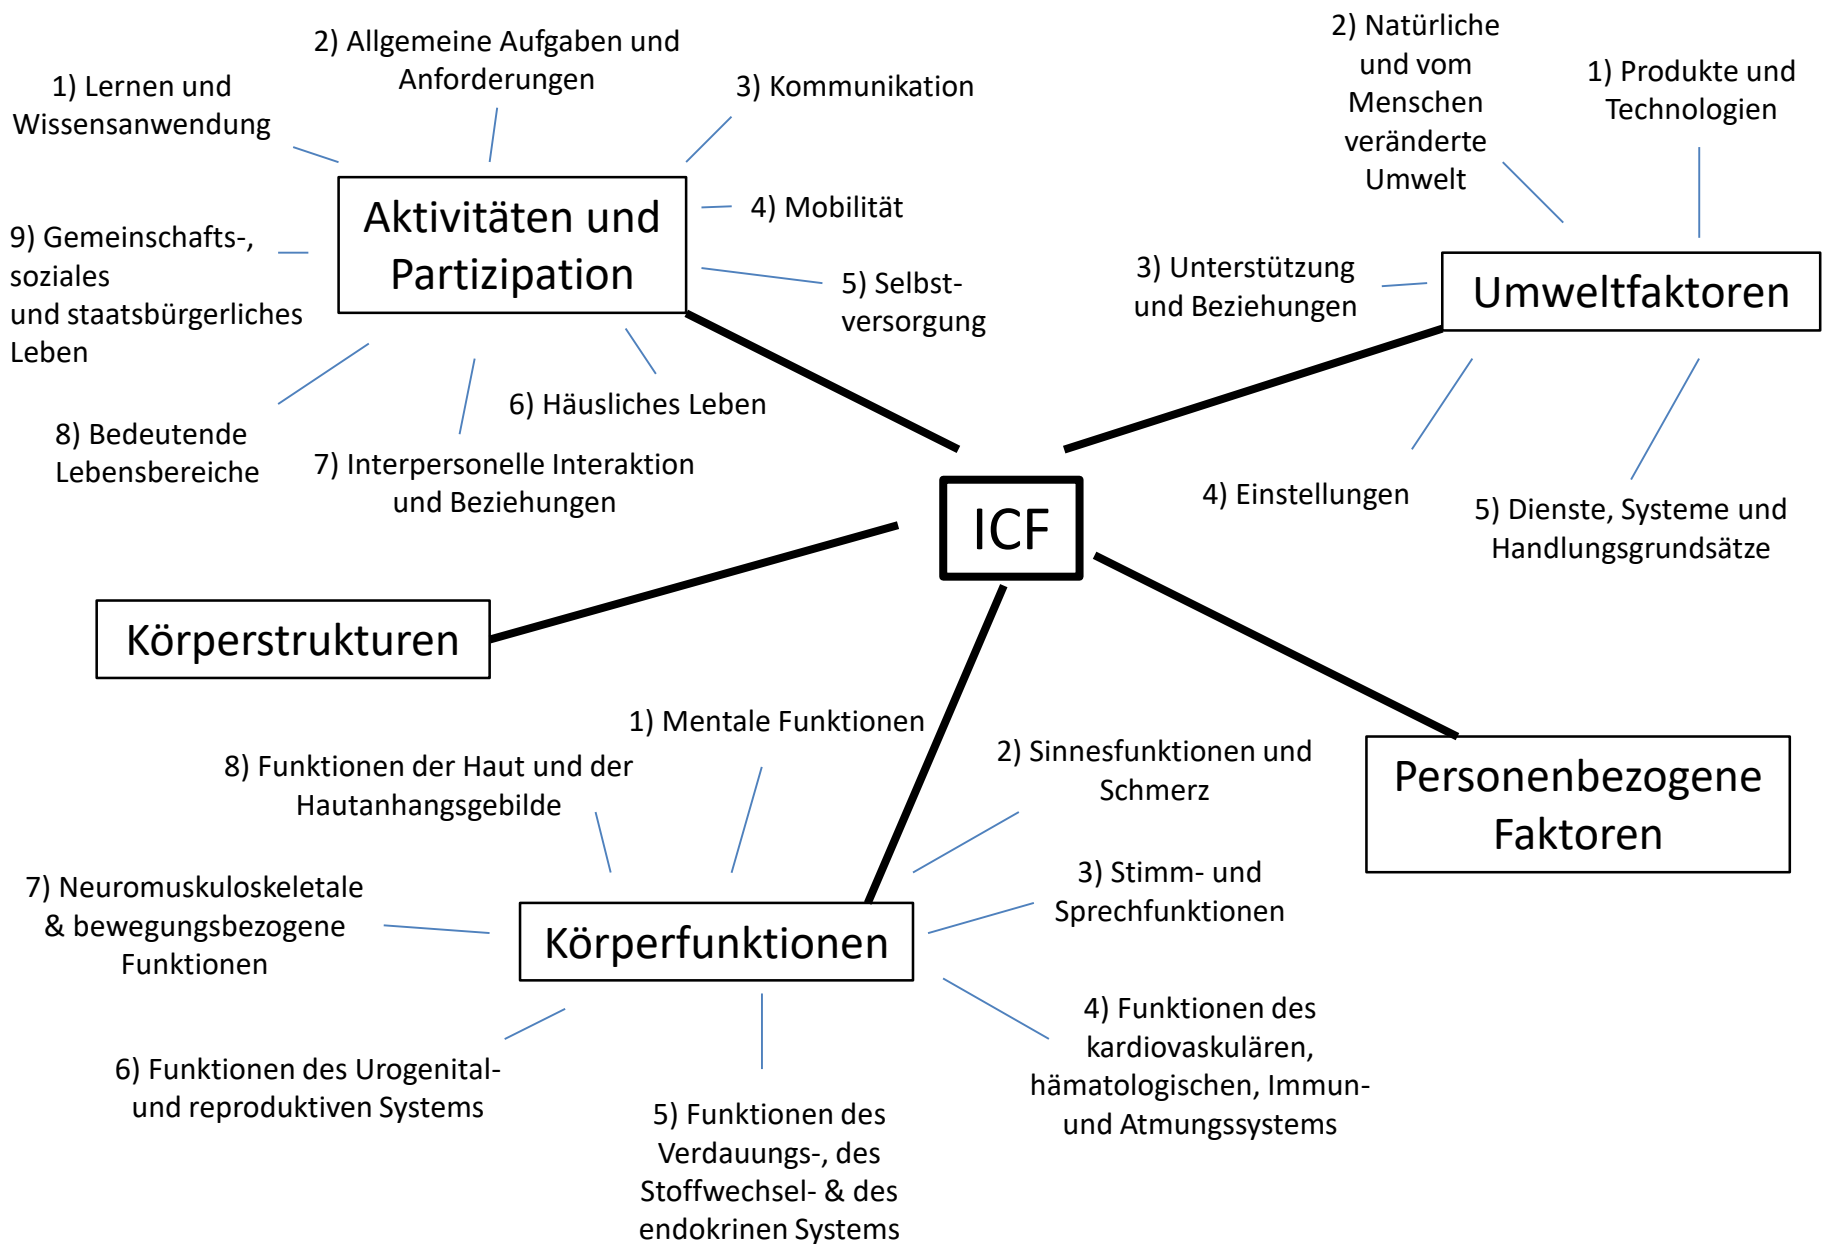 2) Allgemeine Aufgaben und
Anforderungen
1) Lernen und
Wissensanwendung
3) Kommunikation
Aktivitäten und
Partizipation
4) Mobilität
9) Gemeinschafts-,
soziales
und staatsbürgerliches
Leben
5) Selbst-
versorgung
6) Häusliches Leben
8) Bedeutende
Lebensbereiche
7) Interpersonelle Interaktion
und Beziehungen
2) Natürliche
und vom
Menschen
veränderte
Umwelt
1) Produkte und
Technologien
3) Unterstützung
und Beziehungen
Umweltfaktoren
4) Einstellungen
5) Dienste, Systeme und
Handlungsgrundsätze
ICF
Körperstrukturen
Personenbezogene
Faktoren
1) Mentale Funktionen
2) Sinnesfunktionen und
Schmerz
8) Funktionen der Haut und der
Hautanhangsgebilde
3) Stimm- und
Sprechfunktionen
7) Neuromuskuloskeletale
& bewegungsbezogene
Funktionen
Körperfunktionen
4) Funktionen des
kardiovaskulären,
hämatologischen, Immun-
und Atmungssystems
6) Funktionen des Urogenital-
und reproduktiven Systems
5) Funktionen des
Verdauungs-, des
Stoffwechsel- & des
endokrinen Systems